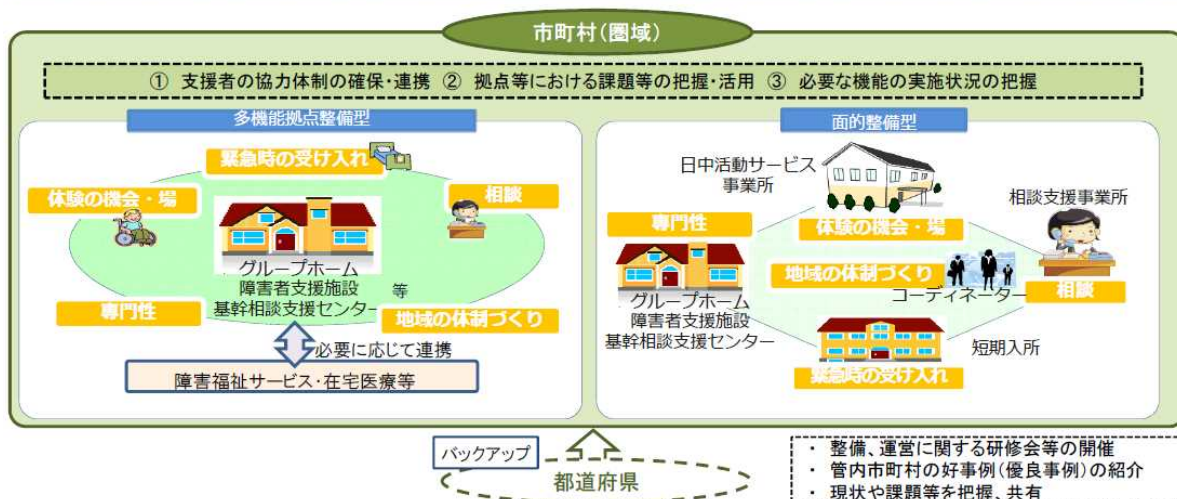 市町村(圏域)
① 支援者の協力体制の確保・連携 ② 拠点等における課題等の把握・活用 ③ 必要な機能の実施状況の把握
多機能拠点整備型
緊急時の受け入れ
体験の機会・場
相談
グループホーム
障害者支援施設
基幹相談支援センター
等
専門性
地域の体制づくり
必要に応じて連携
障害福祉サービス・在宅医療等
面的整備型
日中活動サービス
事業所
相談支援事業所
専門性
体験の機会・場
地域の体制づくり
コーディネーター
相談
グループホーム
障害者支援施設
基幹相談支援センター
短期入所
緊急時の受け入れ
バックアップ
都道府県
・ 整備、運営に関する研修会等の開催
・ 管内市町村の好事例(優良事例)の紹介
・ 現状や課題等を把握、共有